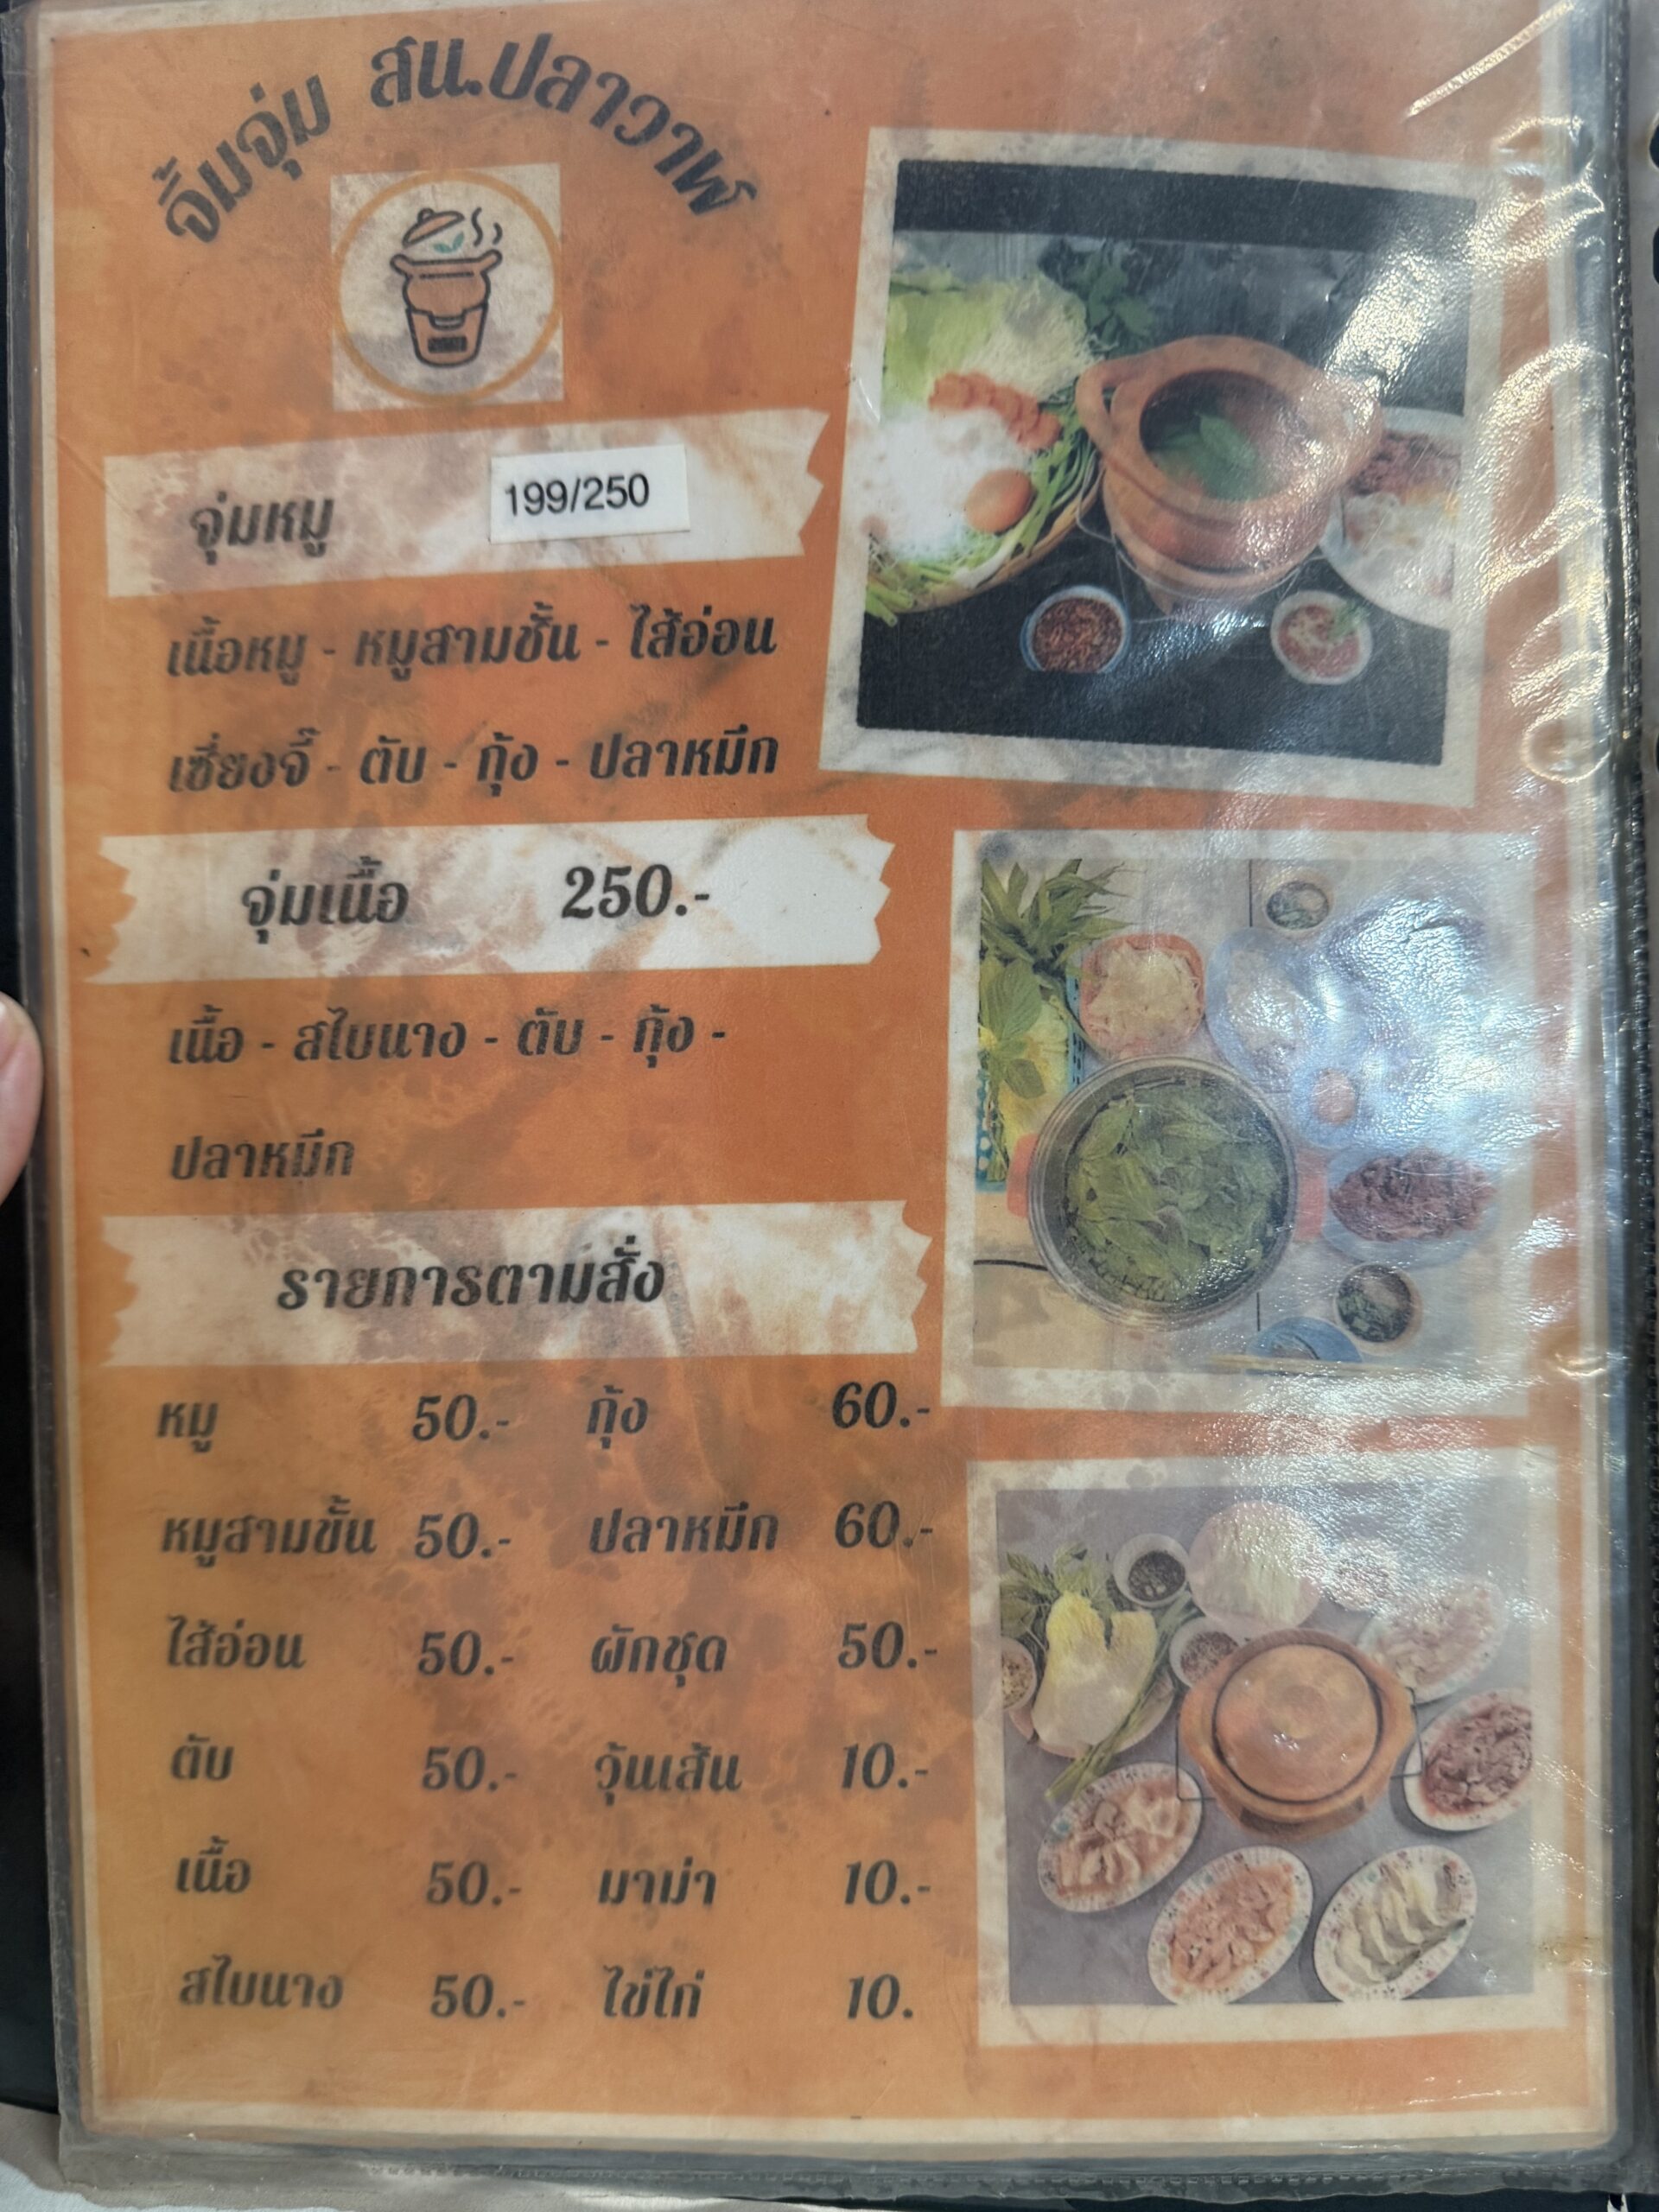 จิ้มจุ่ม สน.ปลาวาฬ
จุ่มหมู 199/250
เนื้อหมู - หมูสามชั้น - ไส้อ่อน
เซี่ยงจี๊ - ตับ - กุ้ง - ปลาหมึก
จุ่มเนื้อ 250.-
เนื้อ - สไบนาง - ตับ - กุ้ง -
ปลาหมึก
รายการตามสั่ง
หมู 50.- กุ้ง 60.-
หมูสามชั้น 50.- ปลาหมึก 60.-
ไส้อ่อน 50.- ผักชุด 50.-
ตับ 50.- วุ้นเส้น 10.-
เนื้อ 50.- มาม่า 10.-
สไบนาง 50.- ไข่ไก่ 10.